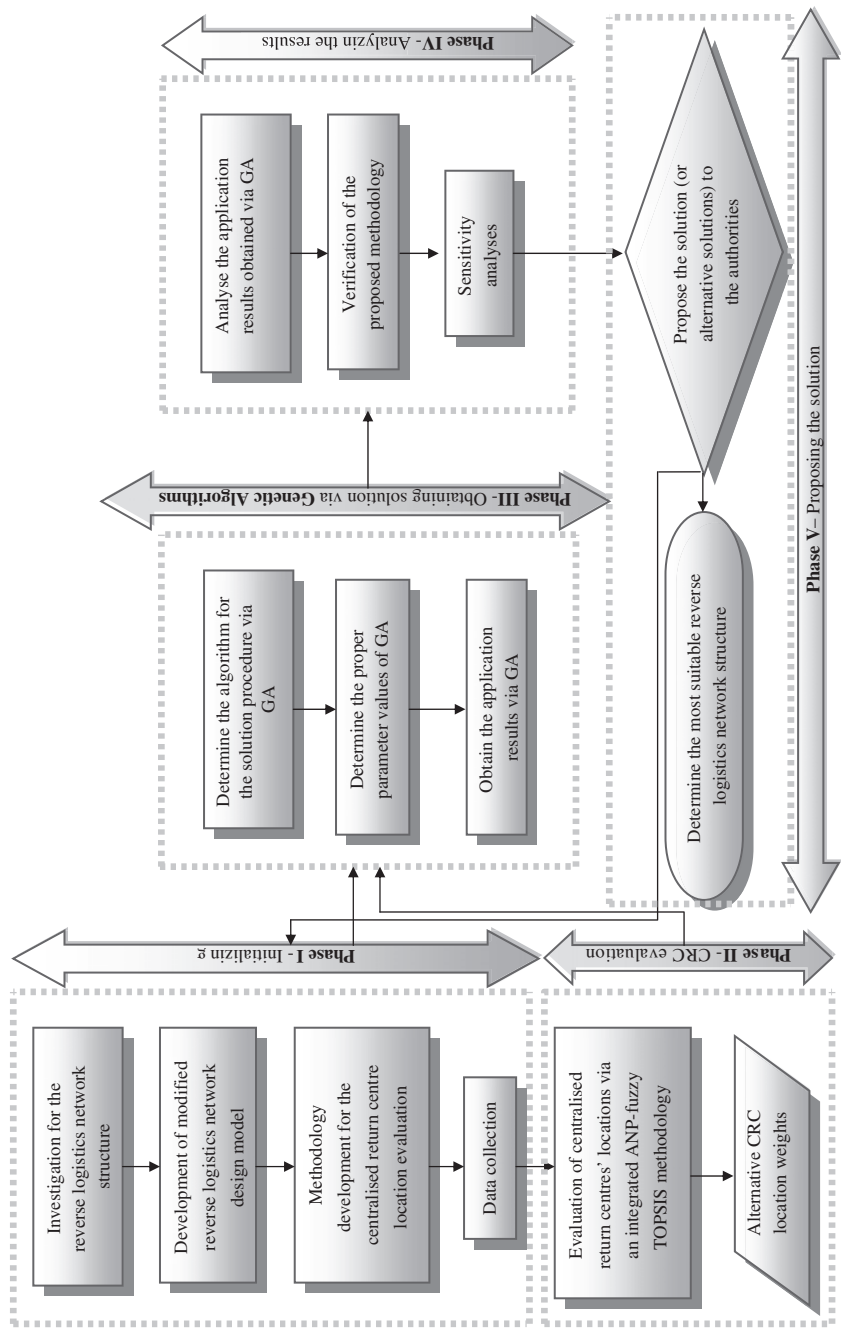 Investigation for the
reverse logistics network
structure
Development of modified
reverse logistics network
design model
Methodology
development for the
centralised return centre
location evaluation
Data collection
Phase I - Initializin g
Evaluation of centralised
return centres' locations via
an integrated ANP-fuzzy
TOPSIS methodology
Alternative CRC
location weights
Phase II- CRC evaluation
Determine the algorithm for
the solution procedure via
GA
Determine the proper
parameter values of GA
Obtain the application
results via GA
Phase III- Obtaining solution via Genetic Algorithms
Analyse the application
results obtained via GA
Verification of the
proposed methodology
Sensitivity
analyses
Phase IV- Analyzin the results
Propose the solution (or
alternative solutions) to
the authorities
Determine the most suitable reverse
logistics network structure
Phase V– Proposing the solution